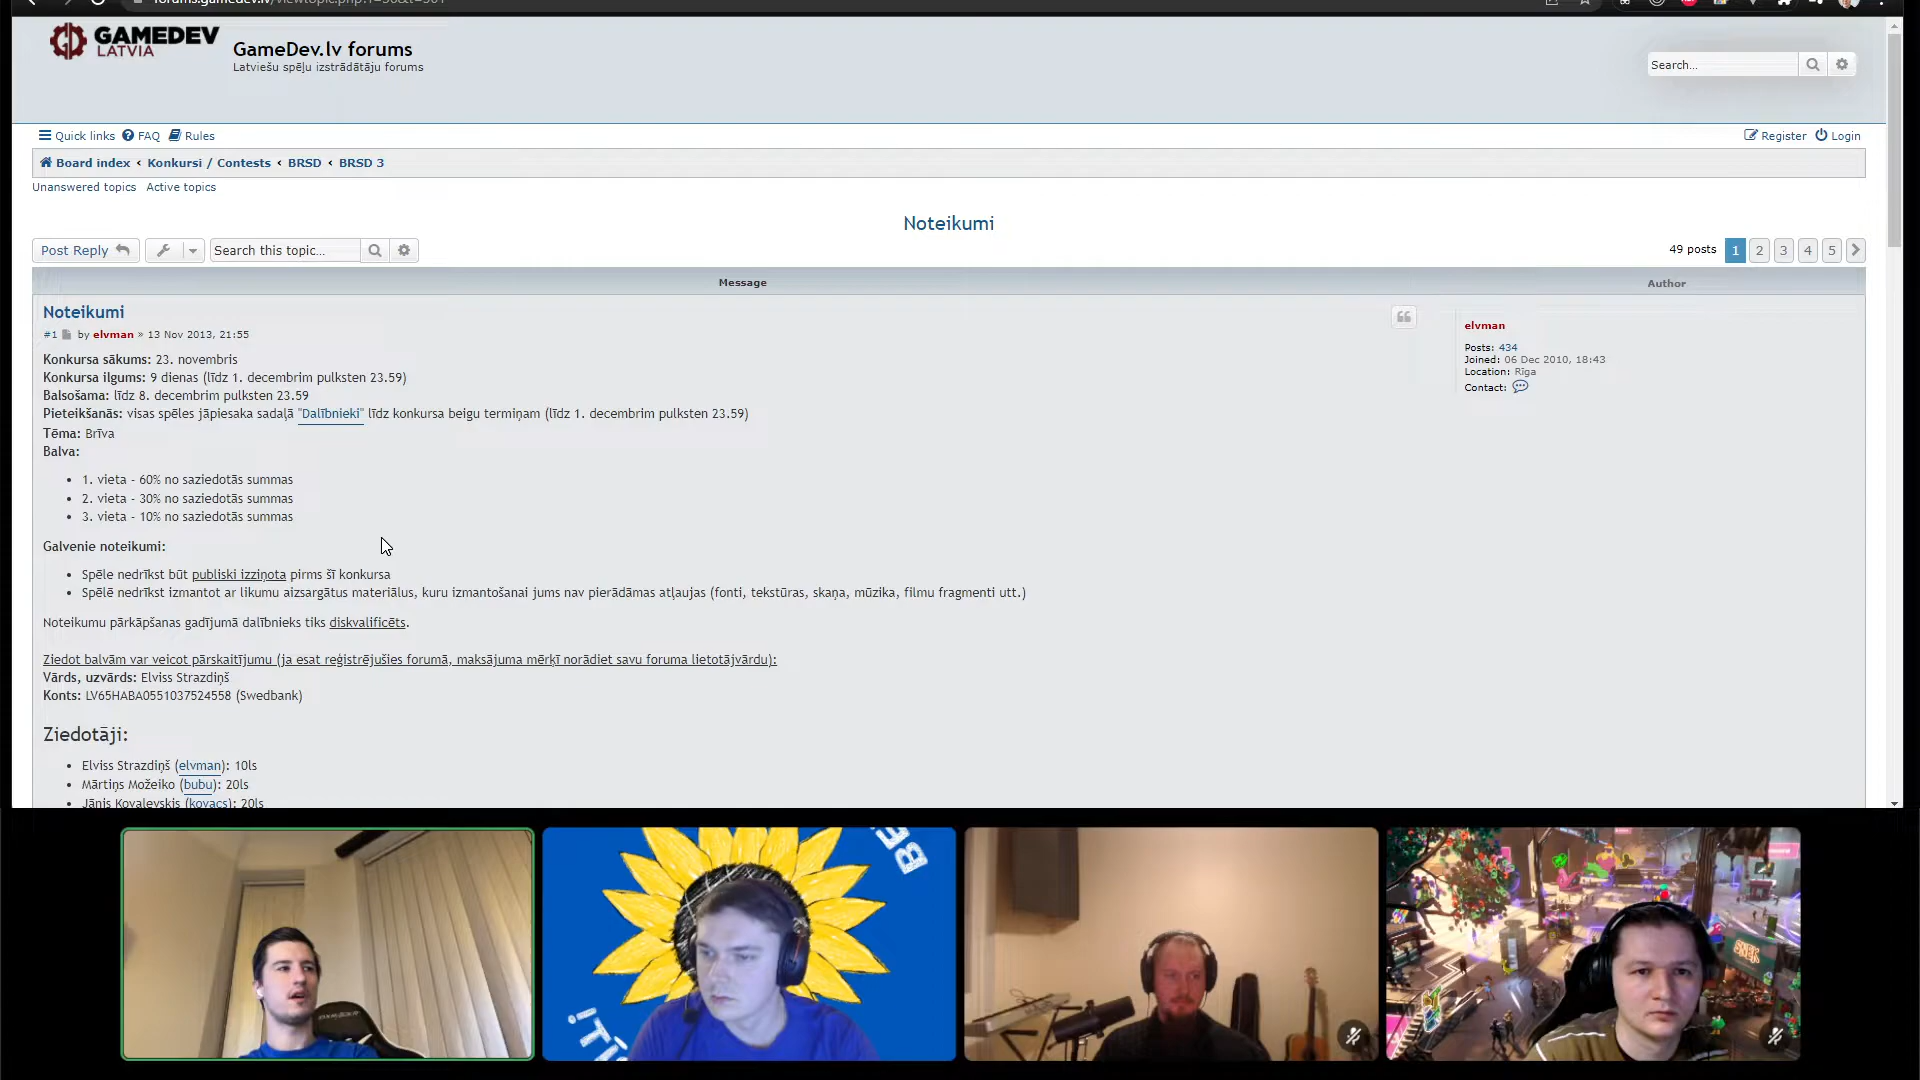 GAMEDEV
LATVIA
GameDev.lv forums
Latviešu spēļu izstrādātāju forums
Search...
Quick links FAQ Rules
Register Login
Board index ‹ Konkursi / Contests ‹ BRSD ‹ BRSD 3
Unanswered topics Active topics
Noteikumi
Post Reply Search this topic... 49 posts 1 2 3 4 5
Message Author
Noteikumi
#1 by elvman » 13 Nov 2013, 21:55
elvman
Posts: 434
Joined: 06 Dec 2010, 18:43
Location: Rīga
Contact:
Konkursa sākums: 23. novembris
Konkursa ilgums: 9 dienas (līdz 1. decembrim pulksten 23.59)
Balsošama: līdz 8. decembrim pulksten 23.59
Pieteikšanās: visas spēles jāpiesaka sadaļā "Dalībnieki" līdz konkursa beigu termiņam (līdz 1. decembrim pulksten 23.59)
Tēma: Brīva
Balva:
• 1. vieta - 60% no saziedotās summas
• 2. vieta - 30% no saziedotās summas
• 3. vieta - 10% no saziedotās summas
Galvenie noteikumi:
• Spēle nedrīkst būt publiski izziņota pirms šī konkursa
• Spēlē nedrīkst izmantot ar likumu aizsargātus materiālus, kuru izmantošanai jums nav pierādāmas atļaujas (fonti, tekstūras, skaņa, mūzika, filmu fragmenti utt.)
Noteikumu pārkāpšanas gadījumā dalībnieks tiks diskvalificēts.
Ziedot balvām var veicot pārskaitījumu (ja esat reģistrējušies forumā, maksājuma mērķī norādiet savu foruma lietotājvārdu):
Vārds, uzvārds: Elviss Strazdiņš
Konts: LV65HABA0551037524558 (Swedbank)
Ziedotāji:
• Elviss Strazdiņš (elvman): 10ls
• Mārtiņš Možeiko (bubu): 20ls
• Jānis Kovalevskis (kovacs): 20ls
SNEK